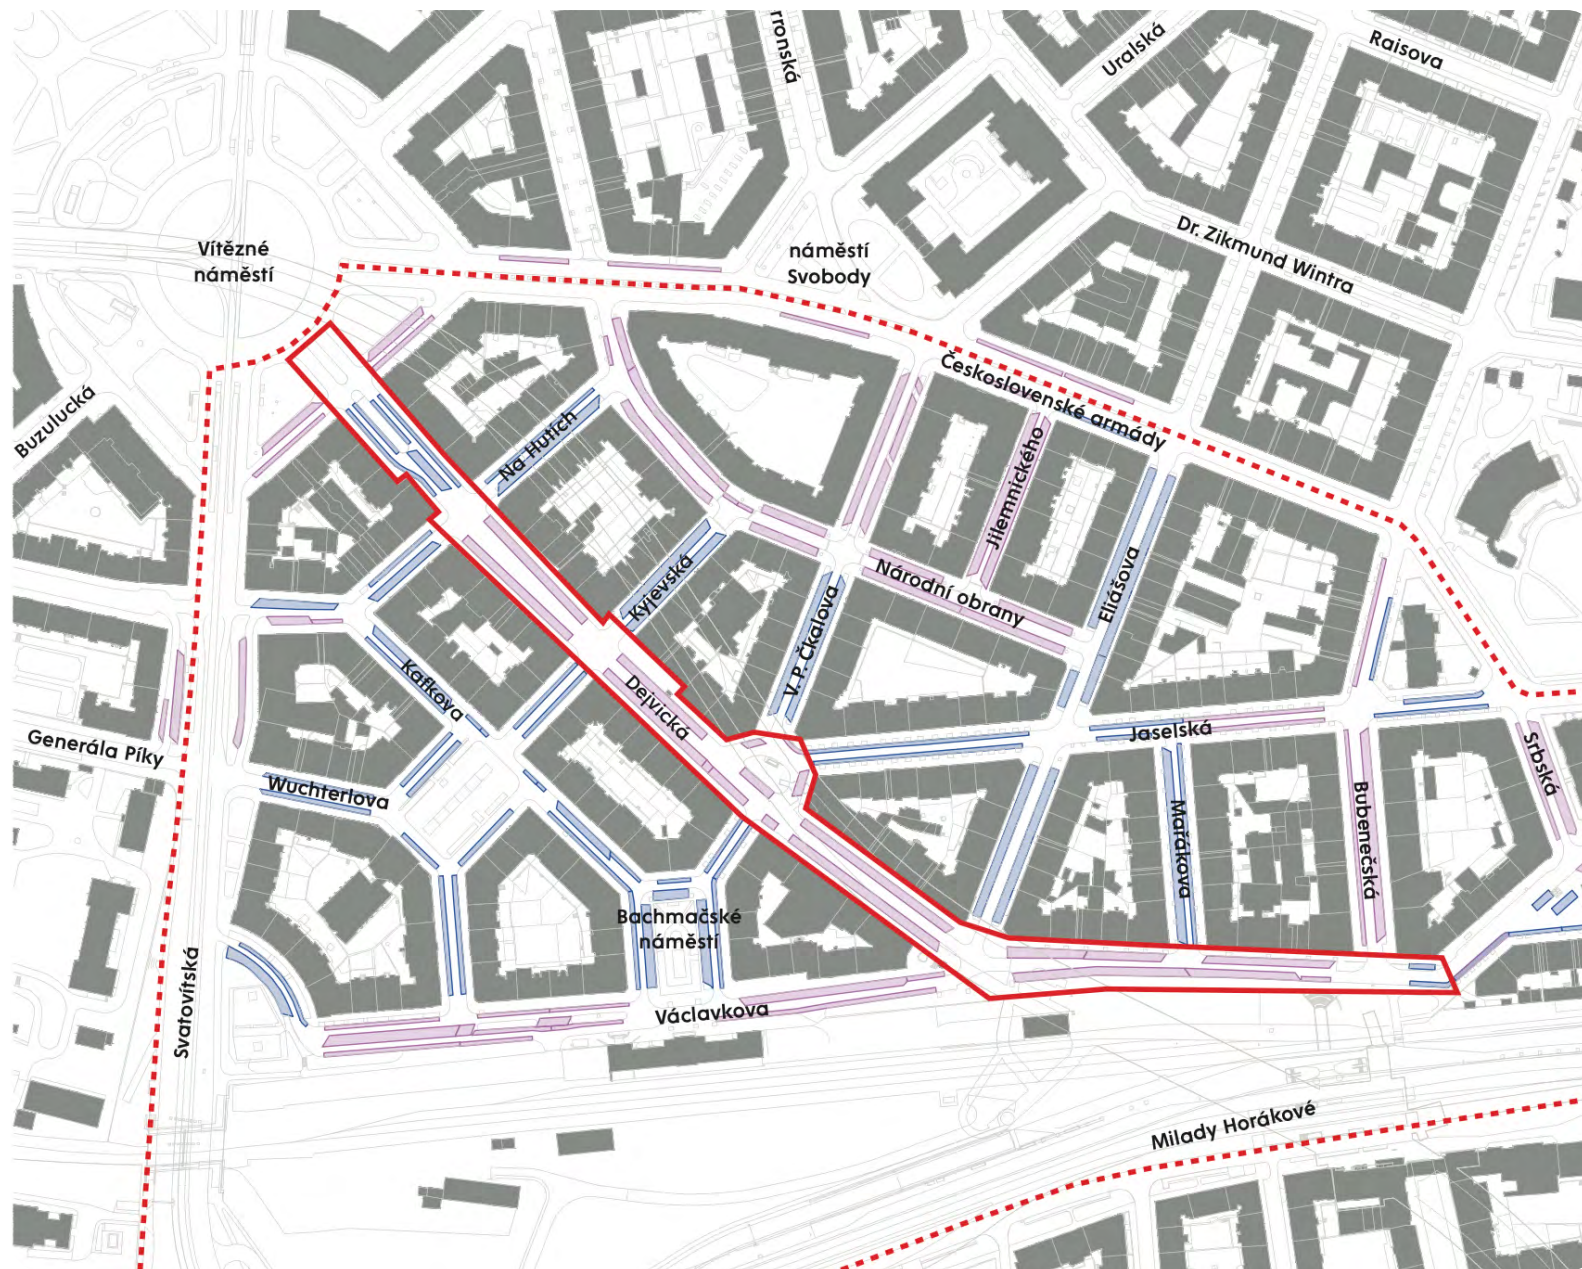 Uralská
Raisova
Vítězné
náměstí
náměstí
Svobody
Dr. Zikmund Wintra
Buzulucká
Československé armády
Na Hutích
Jilemnického
Kyjevská
Národní obrany
Eliášova
V. P. Čkalova
Kafkova
Dejvická
Generála Píky
Jaselská
Srbská
Wuchterlova
Marákova
Bubenečská
Bachmačské
náměstí
Svatovítská
Václavkova
Milady Horákové